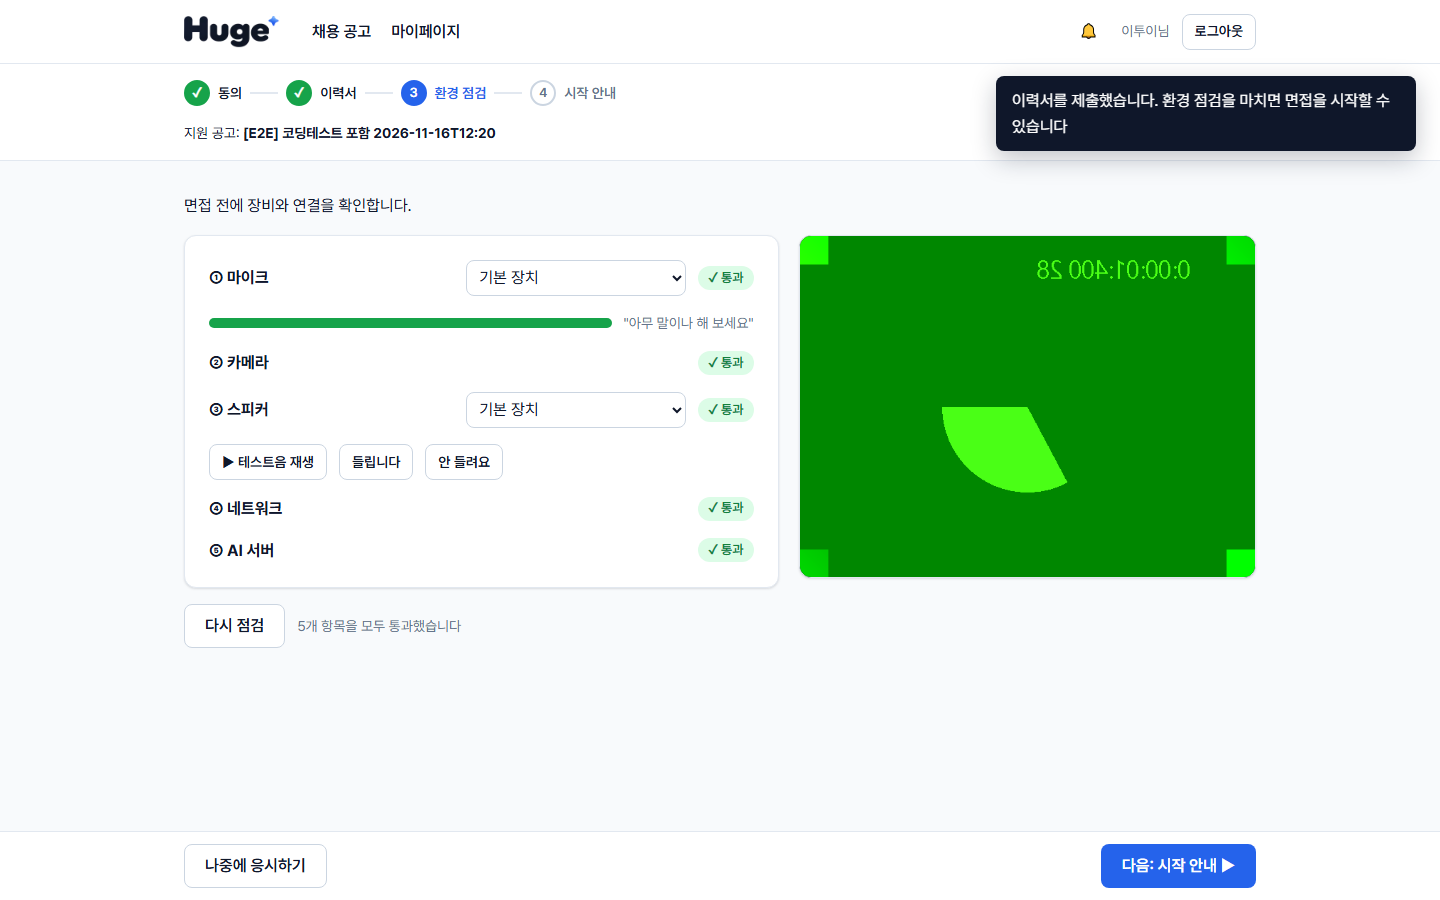 Huge
채용 공고
마이페이지
🔔
이투이님
로그아웃
✓ 동의
✓ 이력서
3 환경 점검
4 시작 안내
지원 공고: [E2E] 코딩테스트 포함 2026-11-16T12:20
이력서를 제출했습니다. 환경 점검을 마치면 면접을 시작할 수
있습니다
면접 전에 장비와 연결을 확인합니다.
① 마이크
기본 장치
✓ 통과
"아무 말이나 해 보세요"
② 카메라
✓ 통과
③ 스피커
기본 장치
✓ 통과
▶ 테스트음 재생
들립니다
안 들려요
④ 네트워크
✓ 통과
⑤ AI 서버
✓ 통과
0:00:01:400 28
다시 점검
5개 항목을 모두 통과했습니다
나중에 응시하기
다음: 시작 안내 ▶